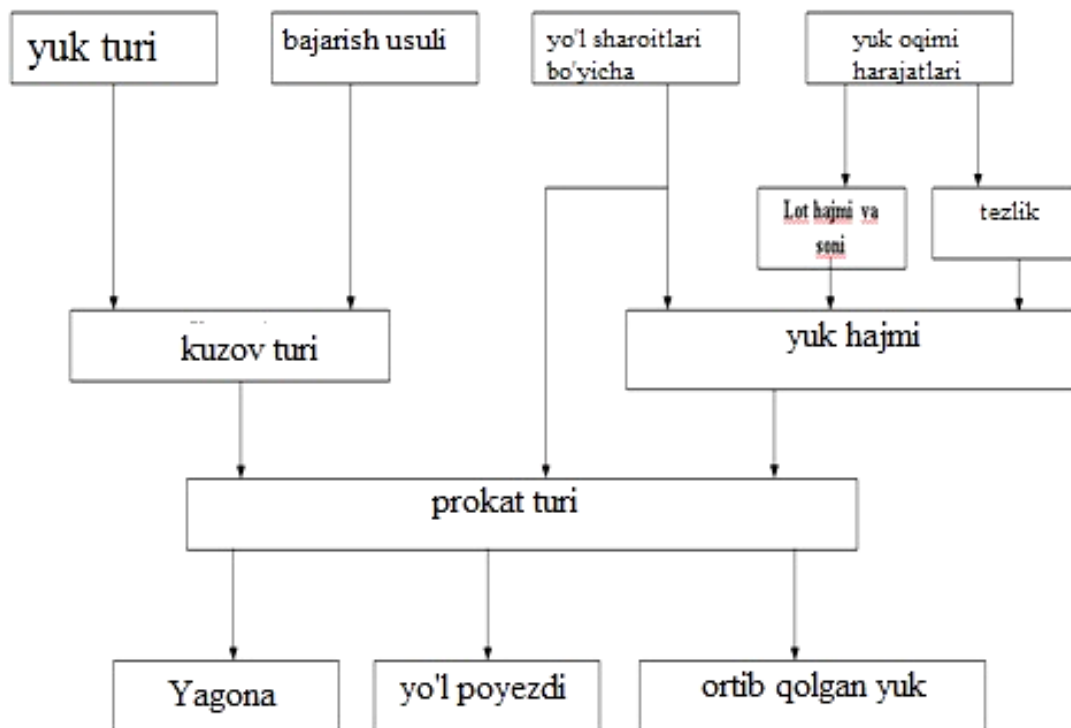 yuk turi
bajarish usuli
yo'l sharoitlari
bo'yicha
yuk oqimi
harajatlari
Lot hajmi va
soni
tezlik
kuzov turi
yuk hajmi
prokat turi
Yagona
yo'l poyezdi
ortib qolgan yuk